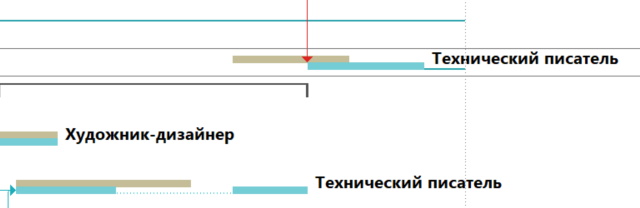 Технический писатель
Художник-дизайнер
Технический писатель